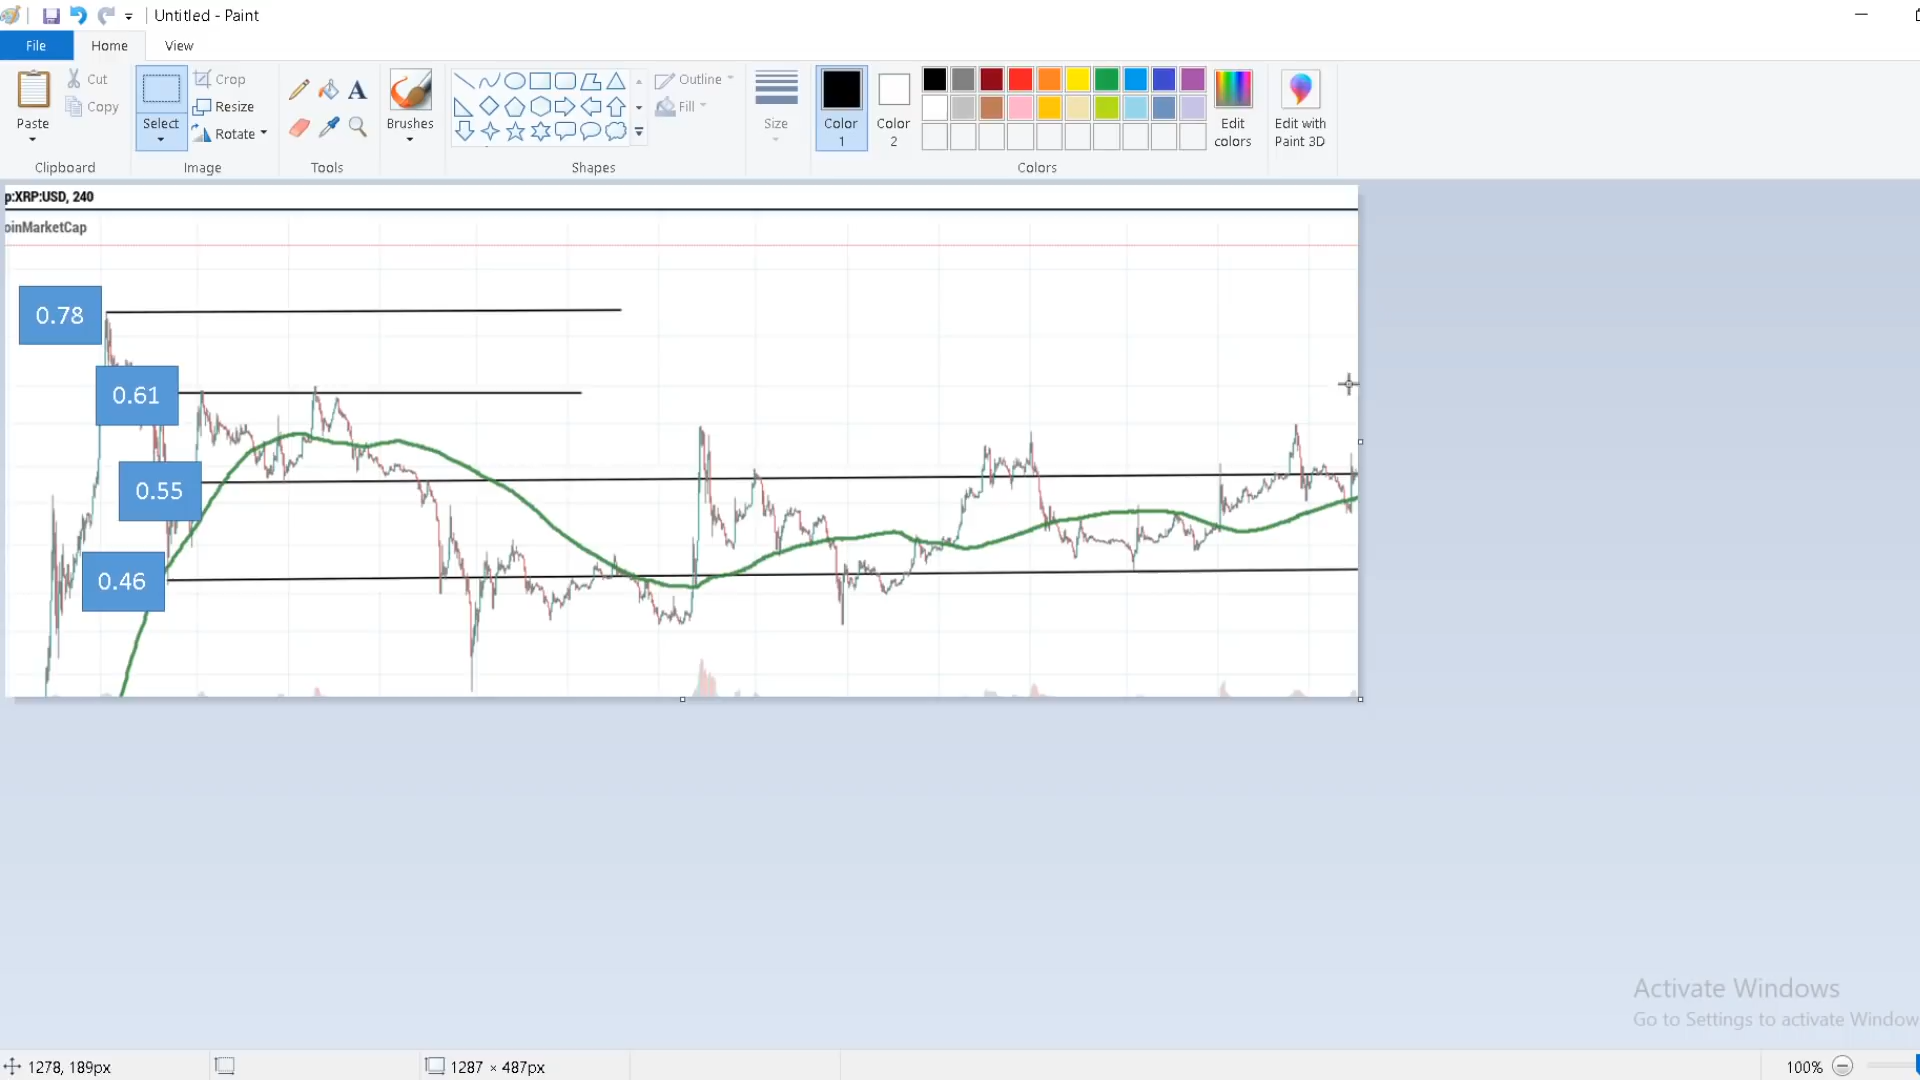 Untitled - Paint
File Home View
Paste
Cut
Copy
Clipboard
Select
Crop
Resize
Rotate
Image
Tools
Brushes
Shapes
Outline
Fill
Size
Color
1
Color
2
Edit
colors
Colors
Edit with
Paint 3D
p:XRP:USD, 240
oinMarketCap
0.78
0.61
0.55
0.46
Activate Windows
Go to Settings to activate Window
1278, 189px
1287 × 487px
100%